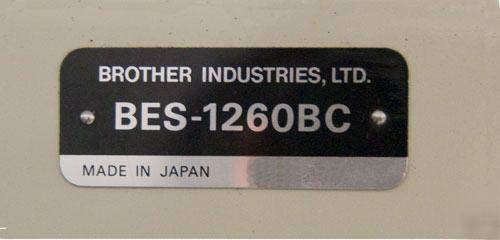 BROTHER INDUSTRIES, LTD.
BES-1260BC
MADE IN JAPAN